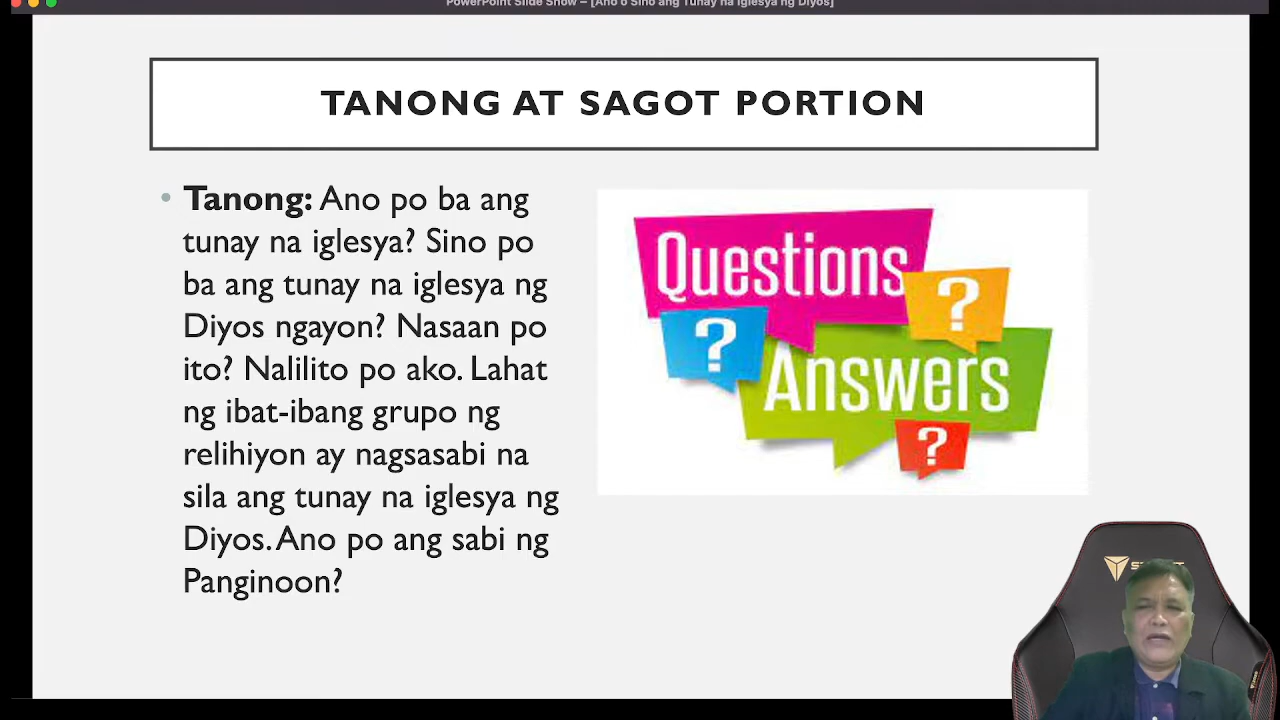 PowerPoint Slide Show – [Ano o Sino ang Tunay na Iglesya ng Diyos]
TANONG AT SAGOT PORTION
• Tanong: Ano po ba ang
tunay na iglesya? Sino po
ba ang tunay na iglesya ng
Diyos ngayon? Nasaan po
ito? Nalilito po ako. Lahat
ng ibat-ibang grupo ng
relihiyon ay nagsasabi na
sila ang tunay na iglesya ng
Diyos. Ano po ang sabi ng
Panginoon?
Questions
?
?
Answers
?